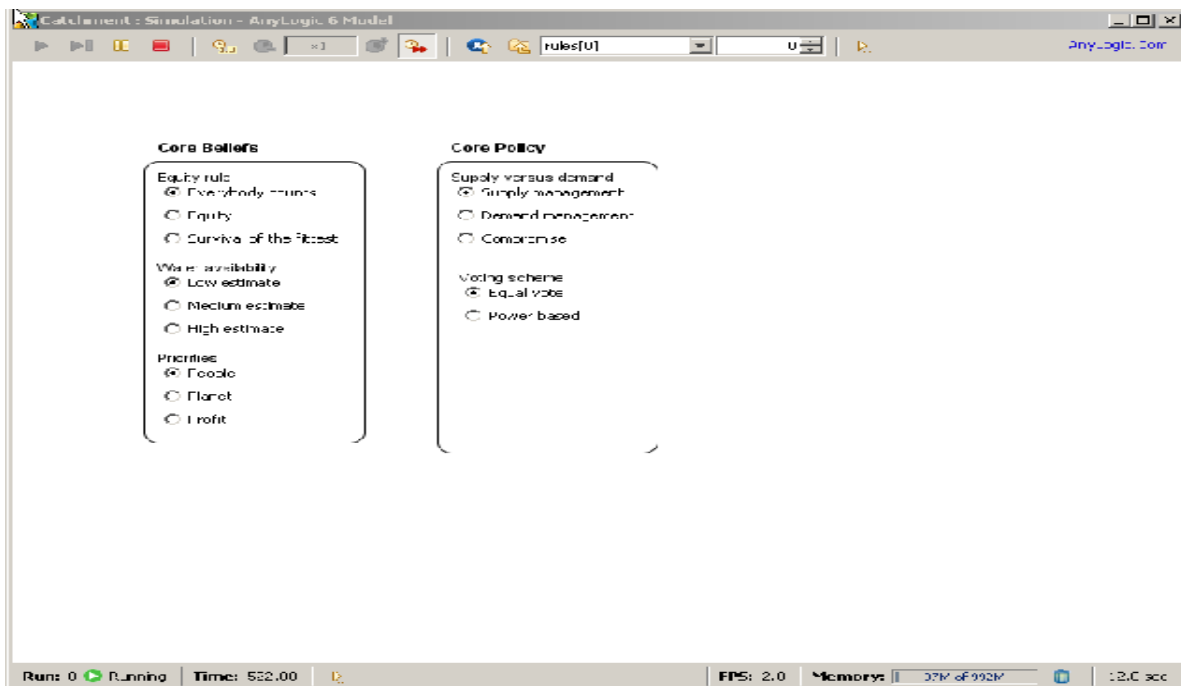 Catchment : Simulation - AnyLogic 6 Model
x1
rules[0]
0
AnyLogic.com
Core Beliefs
Equity rule
Everybody counts
Equity
Survival of the fittest
Water availability
Low estimate
Medium estimate
High estimate
Priorities
People
Planet
Profit
Core Policy
Supply versus demand
Supply management
Demand management
Compromise
Voting scheme
Equal vote
Power based
Run: 0 Running
Time:
FPS: 2.0
Memory: of 992M
sec